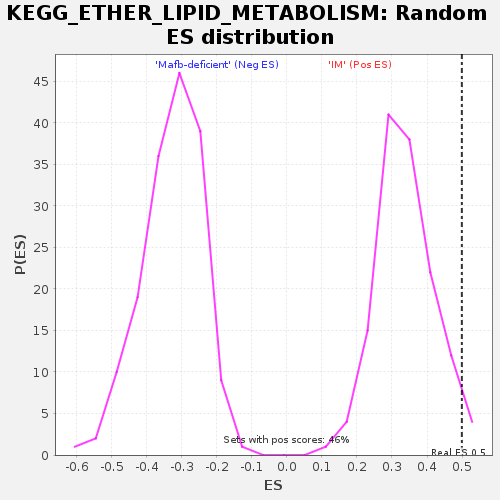 KEGG_ETHER_LIPID_METABOLISM: Random
ES distribution
'Mafb-deficient' (Neg ES)
'IM' (Pos ES)
P(ES)
45
40
35
30
25
20
15
10
5
0
Sets with pos scores: 46%
Real ES 0.5
-0.6 -0.5 -0.4 -0.3 -0.2 -0.1 0.0 0.1 0.2 0.3 0.4 0.5
ES